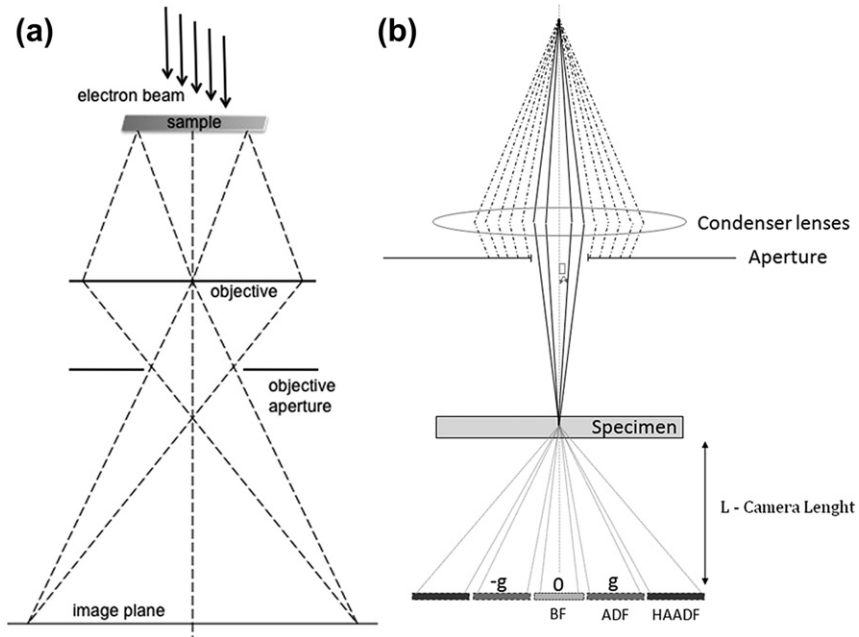 (a)
electron beam
sample
objective
objective
aperture
image plane
(b)
Condenser lenses
Aperture
Specimen
L - Camera Lenght
-g 0 g
BF ADF HAADF